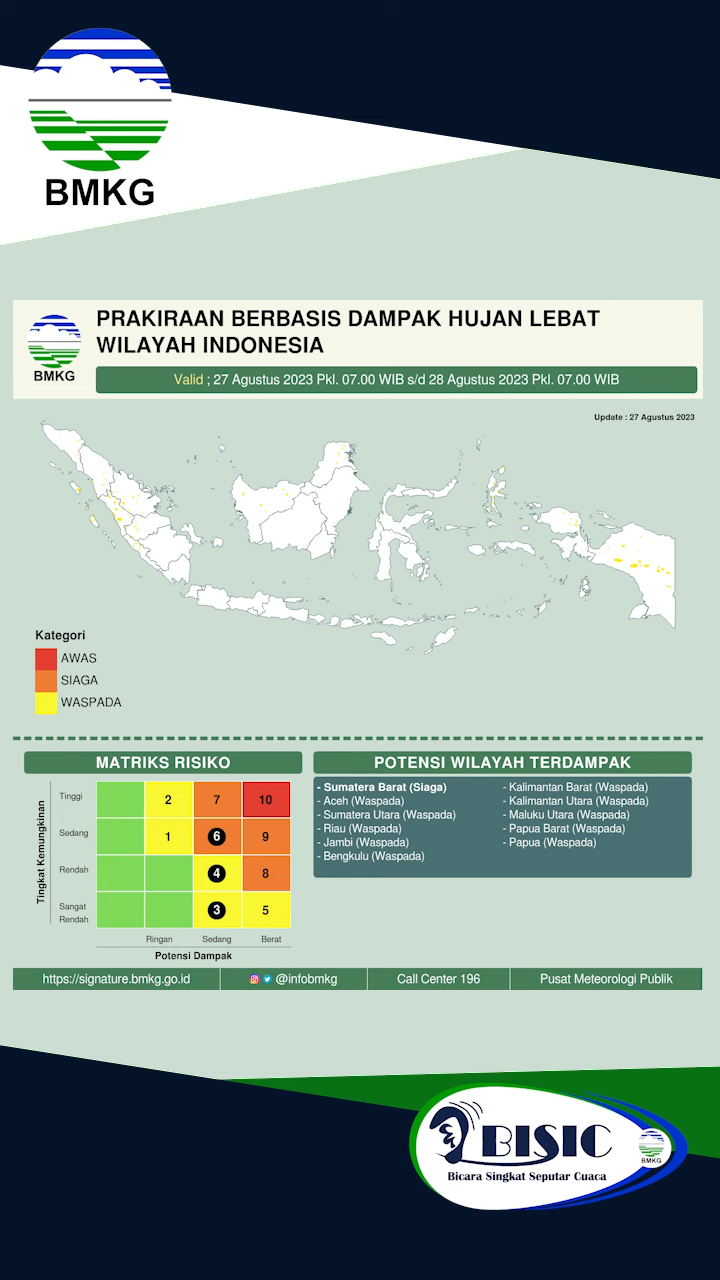 BMKG
PRAKIRAAN BERBASIS DAMPAK HUJAN LEBAT
WILAYAH INDONESIA
BMKG
Valid ; 27 Agustus 2023 Pkl. 07.00 WIB s/d 28 Agustus 2023 Pkl. 07.00 WIB
Update : 27 Agustus 2023
Kategori
AWAS
SIAGA
WASPADA
MATRIKS RISIKO
Tingkat Kemungkinan
Tinggi
2
7
10
Sedang
1
6
9
Rendah
4
8
Sangat
Rendah
3
5
Ringan
Sedang
Berat
Potensi Dampak
POTENSI WILAYAH TERDAMPAK
- Sumatera Barat (Siaga)
- Aceh (Waspada)
- Sumatera Utara (Waspada)
- Riau (Waspada)
- Jambi (Waspada)
- Bengkulu (Waspada)
- Kalimantan Barat (Waspada)
- Kalimantan Utara (Waspada)
- Maluku Utara (Waspada)
- Papua Barat (Waspada)
- Papua (Waspada)
https://signature.bmkg.go.id
@infobmkg
Call Center 196
Pusat Meteorologi Publik
BISIC
BMKG
Bicara Singkat Seputar Cuaca